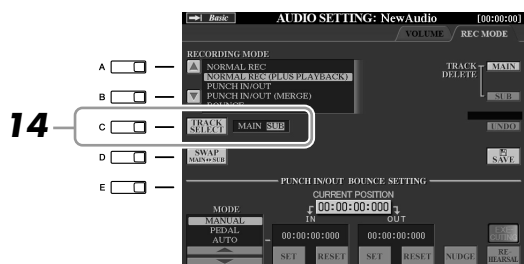 Basic AUDIO SETTING: NewAudio [00:00:00]
VOLUME REC MODE
RECORDING MODE
NORMAL REC
NORMAL REC (PLUS PLAYBACK)
PUNCH IN/OUT
PUNCH IN/OUT (MERGE)
BOUNCE
TRACK DELETE
MAIN
SUB
A
B
14
C
D
E
TRACK SELECT
MAIN SUB
UNDO
SWAP
MAIN↔SUB
SAVE
PUNCH IN/OUT BOUNCE SETTING
CURRENT POSITION
00:00:00:000
IN OUT
MODE
MANUAL
PEDAL
AUTO
00:00:00:000 00:00:00:000
SET RESET SET RESET NUDGE
RE-
HEARSAL